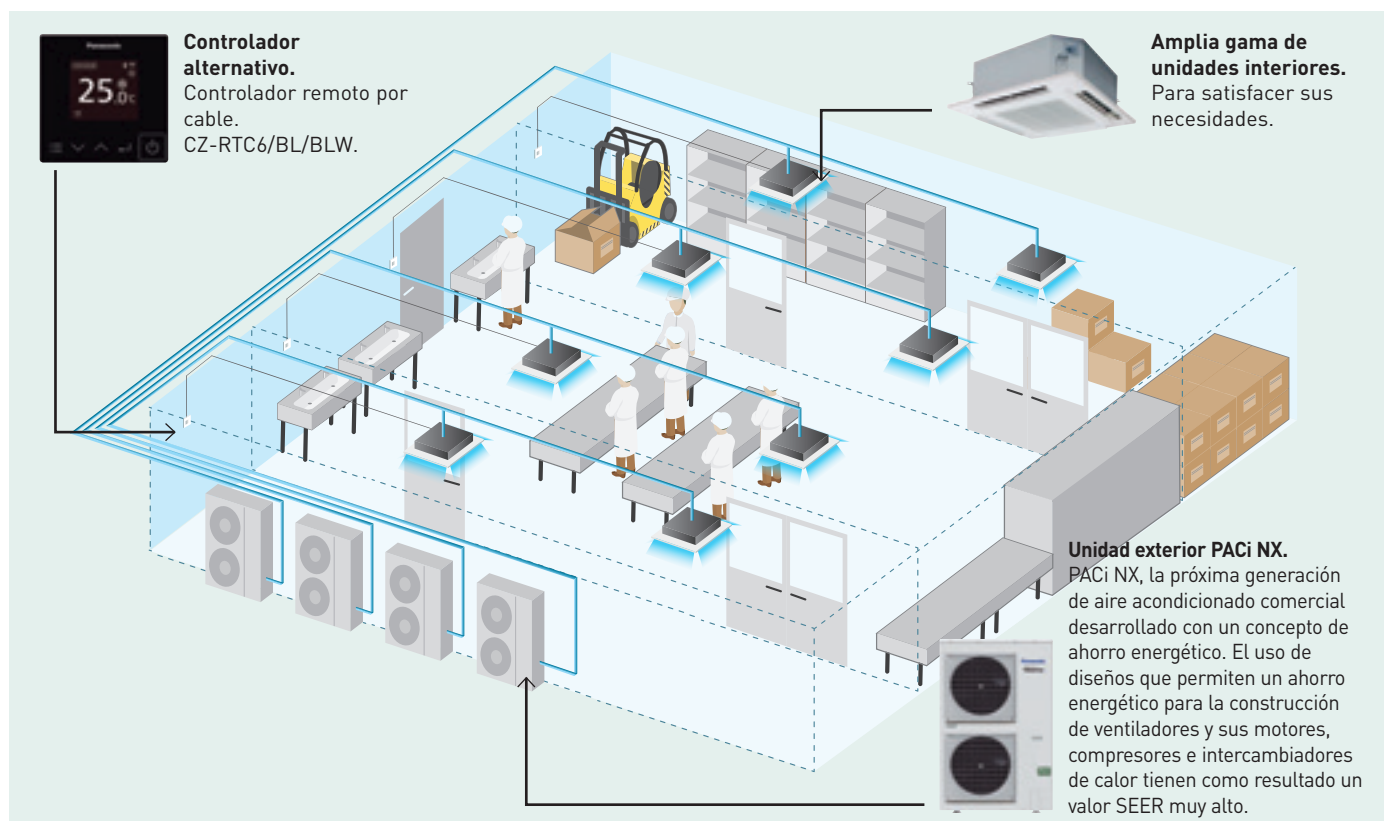 Controlador
alternativo.
Controlador remoto por
cable.
CZ-RTC6/BL/BLW.
Panasonic
25.0c
Amplia gama de
unidades interiores.
Para satisfacer sus
necesidades.
Unidad exterior PACi NX.
PACi NX, la próxima generación
de aire acondicionado comercial
desarrollado con un concepto de
ahorro energético. El uso de
diseños que permiten un ahorro
energético para la construcción
de ventiladores y sus motores,
compresores e intercambiadores
de calor tienen como resultado un
valor SEER muy alto.
Panasonic